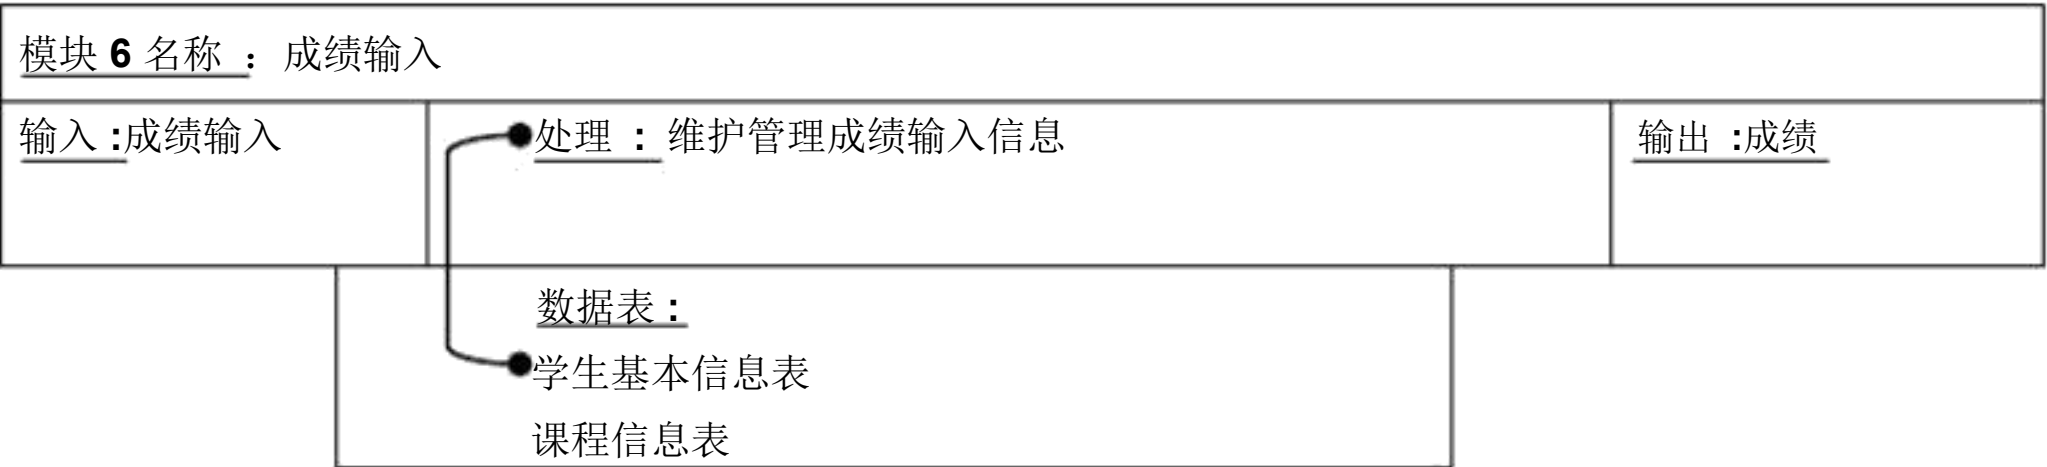 模块 6 名称 ：成绩输入
输入 :成绩输入
处理 ：维护管理成绩输入信息
输出 :成绩
数据表：
学生基本信息表
课程信息表